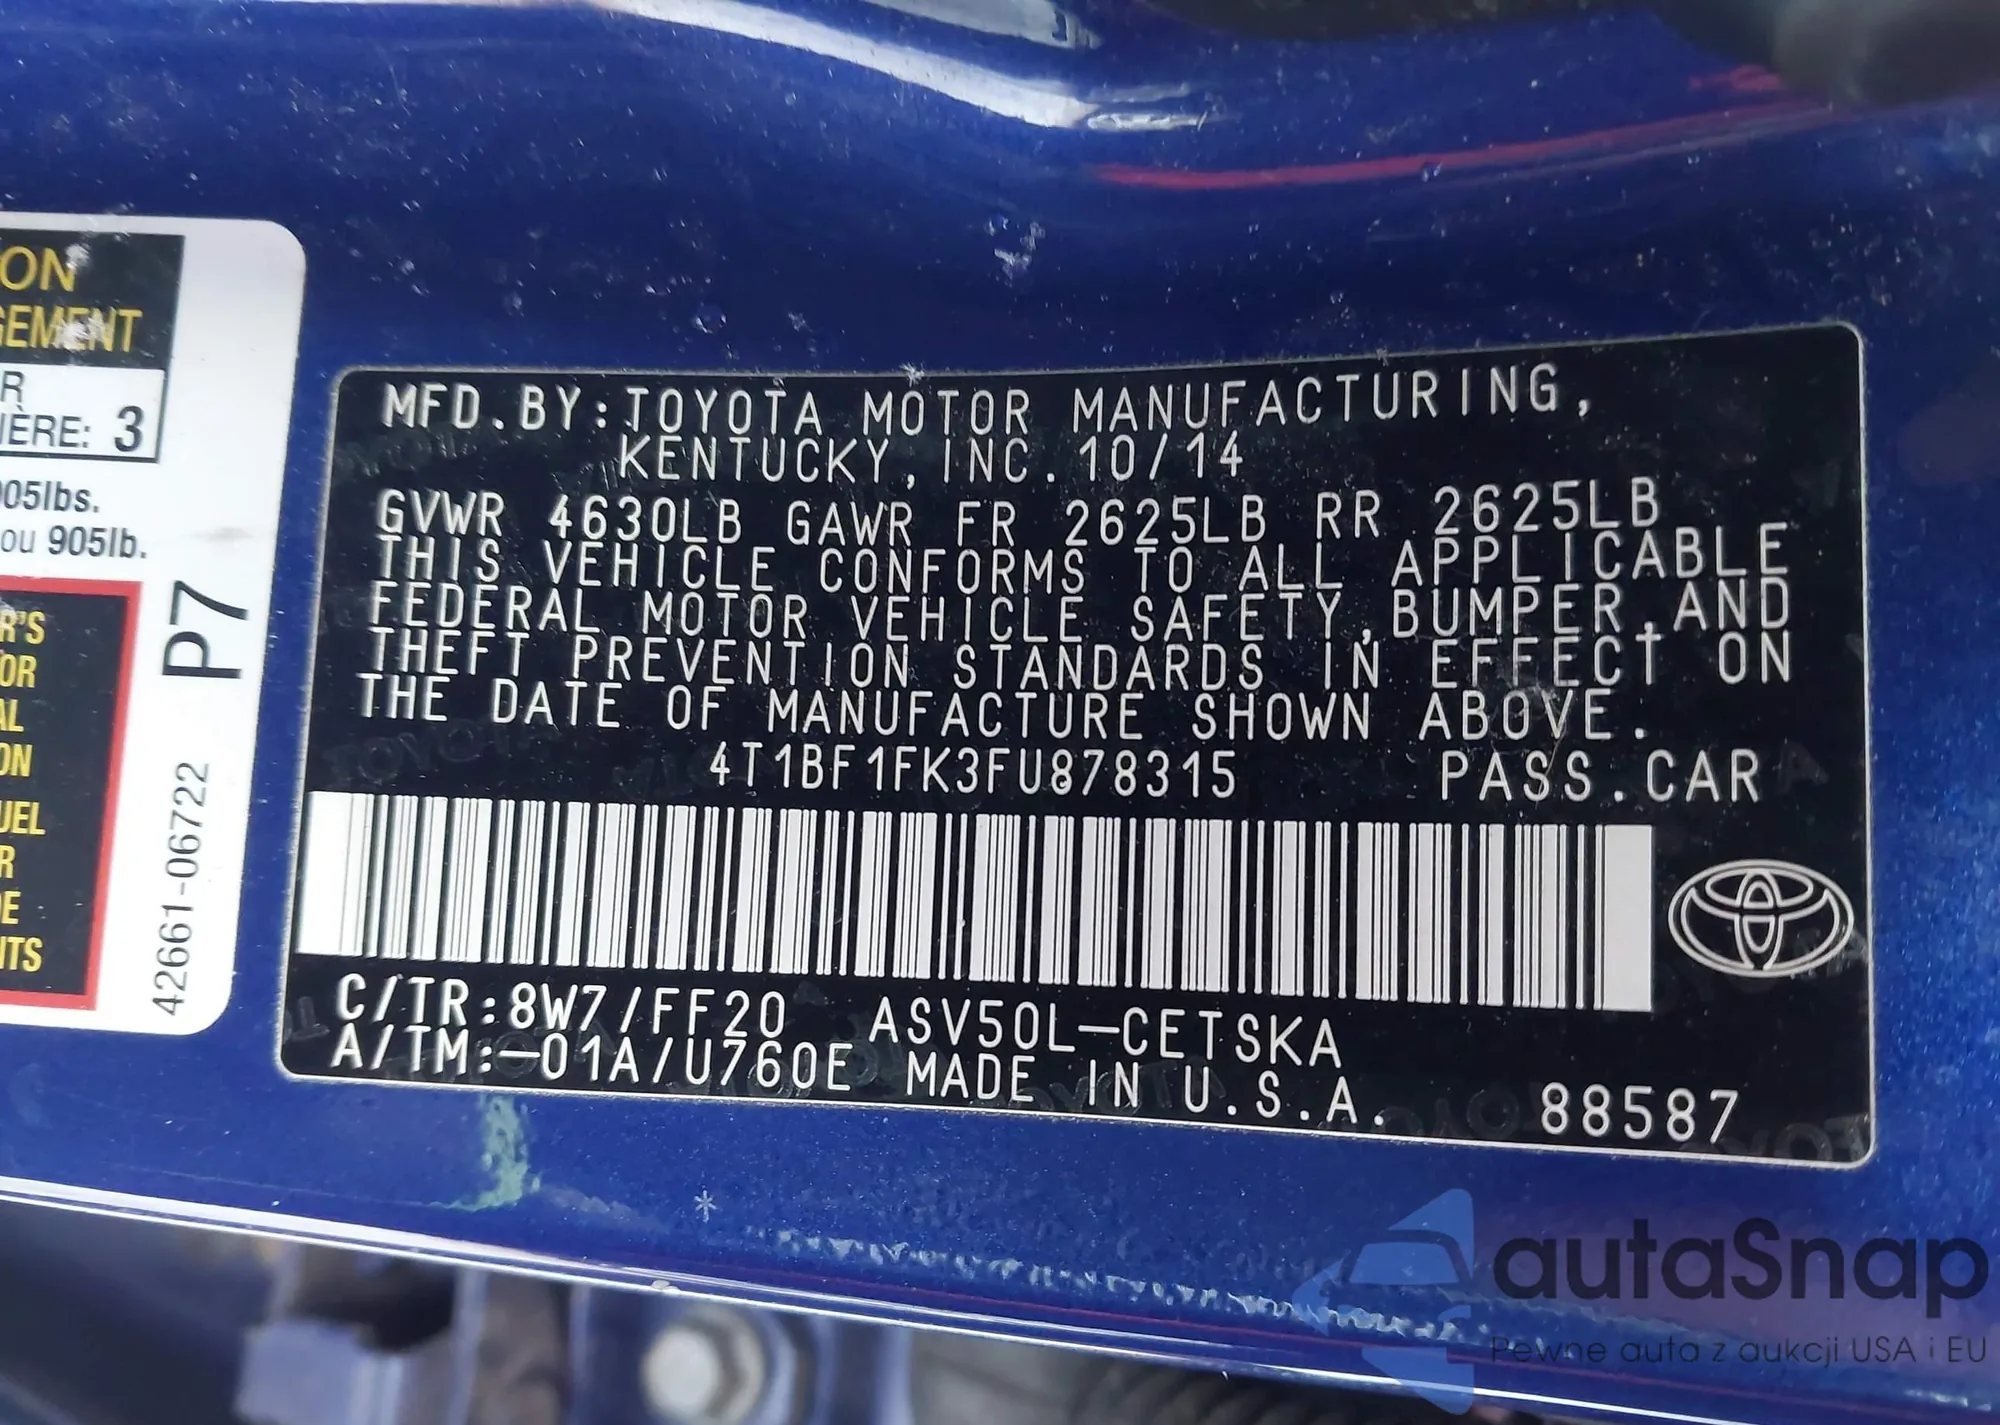 ON
GEMENT
R
IÈRE: 3
905lbs.
ou 905lb.
R'S
OR
AL
ON
UEL
R
DE
NTS
P7
42661-06722
MFD.BY:TOYOTA MOTOR MANUFACTURING,
KENTUCKY,INC.10/14
GVWR 4630LB GAWR FR 2625LB RR 2625LB
THIS VEHICLE CONFORMS TO ALL APPLICABLE
FEDERAL MOTOR VEHICLE SAFETY,BUMPER,AND
THEFT PREVENTION STANDARDS IN EFFECT ON
THE DATE OF MANUFACTURE SHOWN ABOVE.
4T1BF1FK3FU878315 PASS.CAR
C/TR:8W7/FF20 ASV50L-CETSKA
A/TM:-01A/U760E MADE IN U.S.A. 88587
autaSnap
Pewne auta z aukcji USA i EU